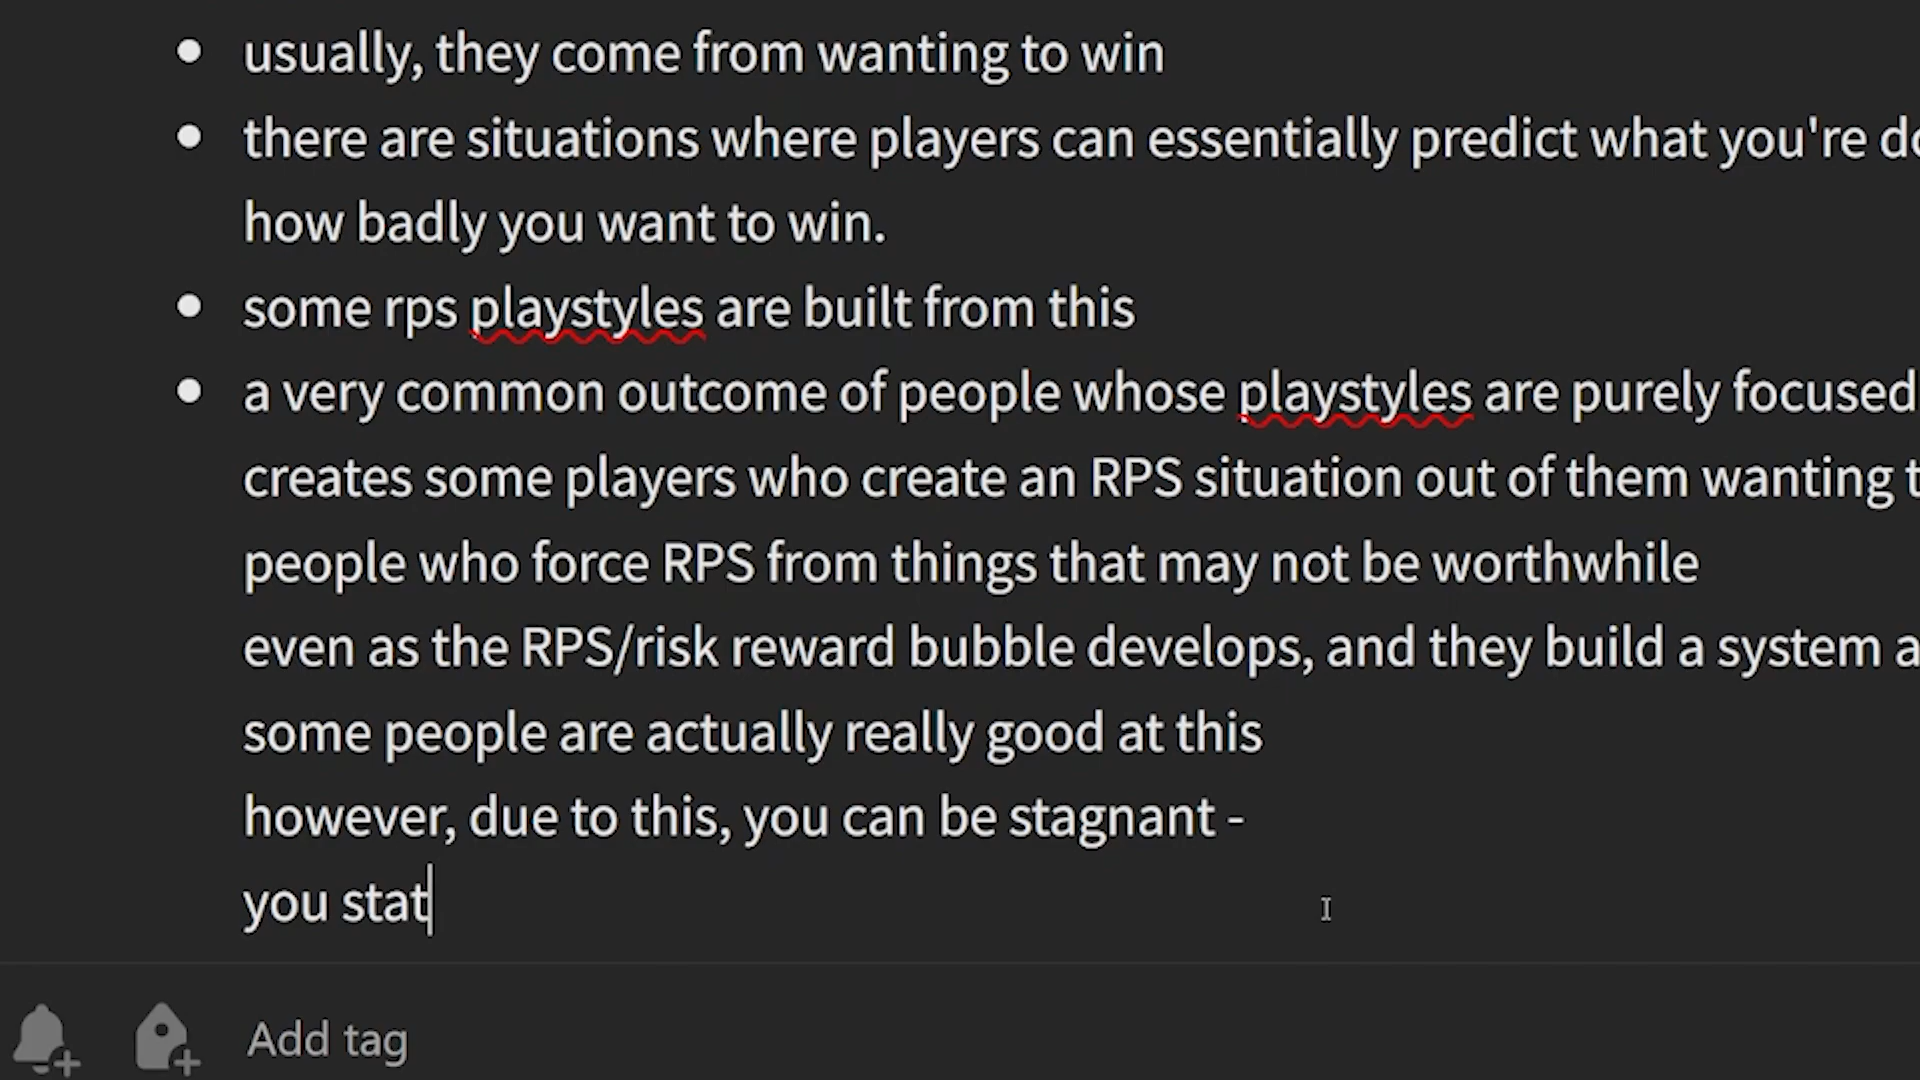 usually, they come from wanting to win
there are situations where players can essentially predict what you're
how badly you want to win.
some rps playstyles are built from this
a very common outcome of people whose playstyles are purely focused
creates some players who create an RPS situation out of them wanting
people who force RPS from things that may not be worthwhile
even as the RPS/risk reward bubble develops, and they build a system
some people are actually really good at this
however, due to this, you can be stagnant -
you stat
Add tag